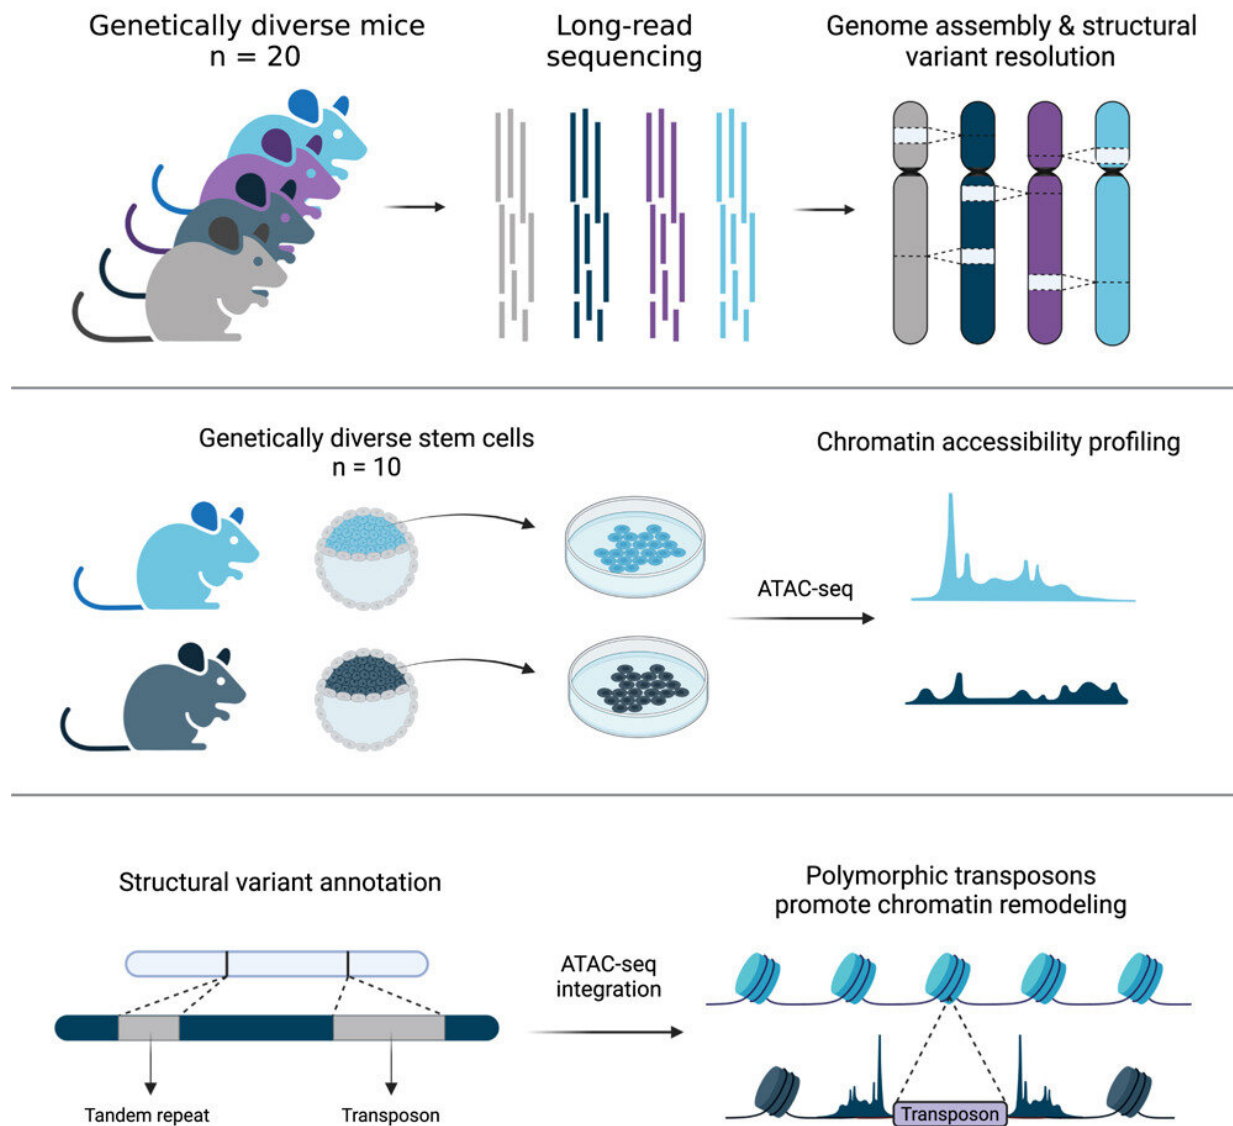 Genetically diverse mice
n = 20
Long-read
sequencing
Genome assembly & structural
variant resolution
Genetically diverse stem cells
n = 10
Chromatin accessibility profiling
ATAC-seq
Structural variant annotation
Polymorphic transposons
promote chromatin remodeling
ATAC-seq
integration
Tandem repeat
Transposon
Transposon